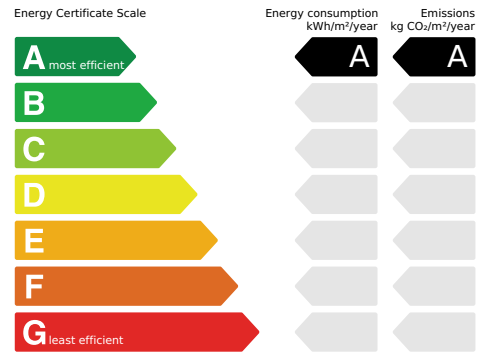 Energy Certificate Scale
Energy consumption
kWh/m²/year
Emissions
kg CO₂/m²/year
A most efficient
A
A
B
C
D
E
F
G least efficient